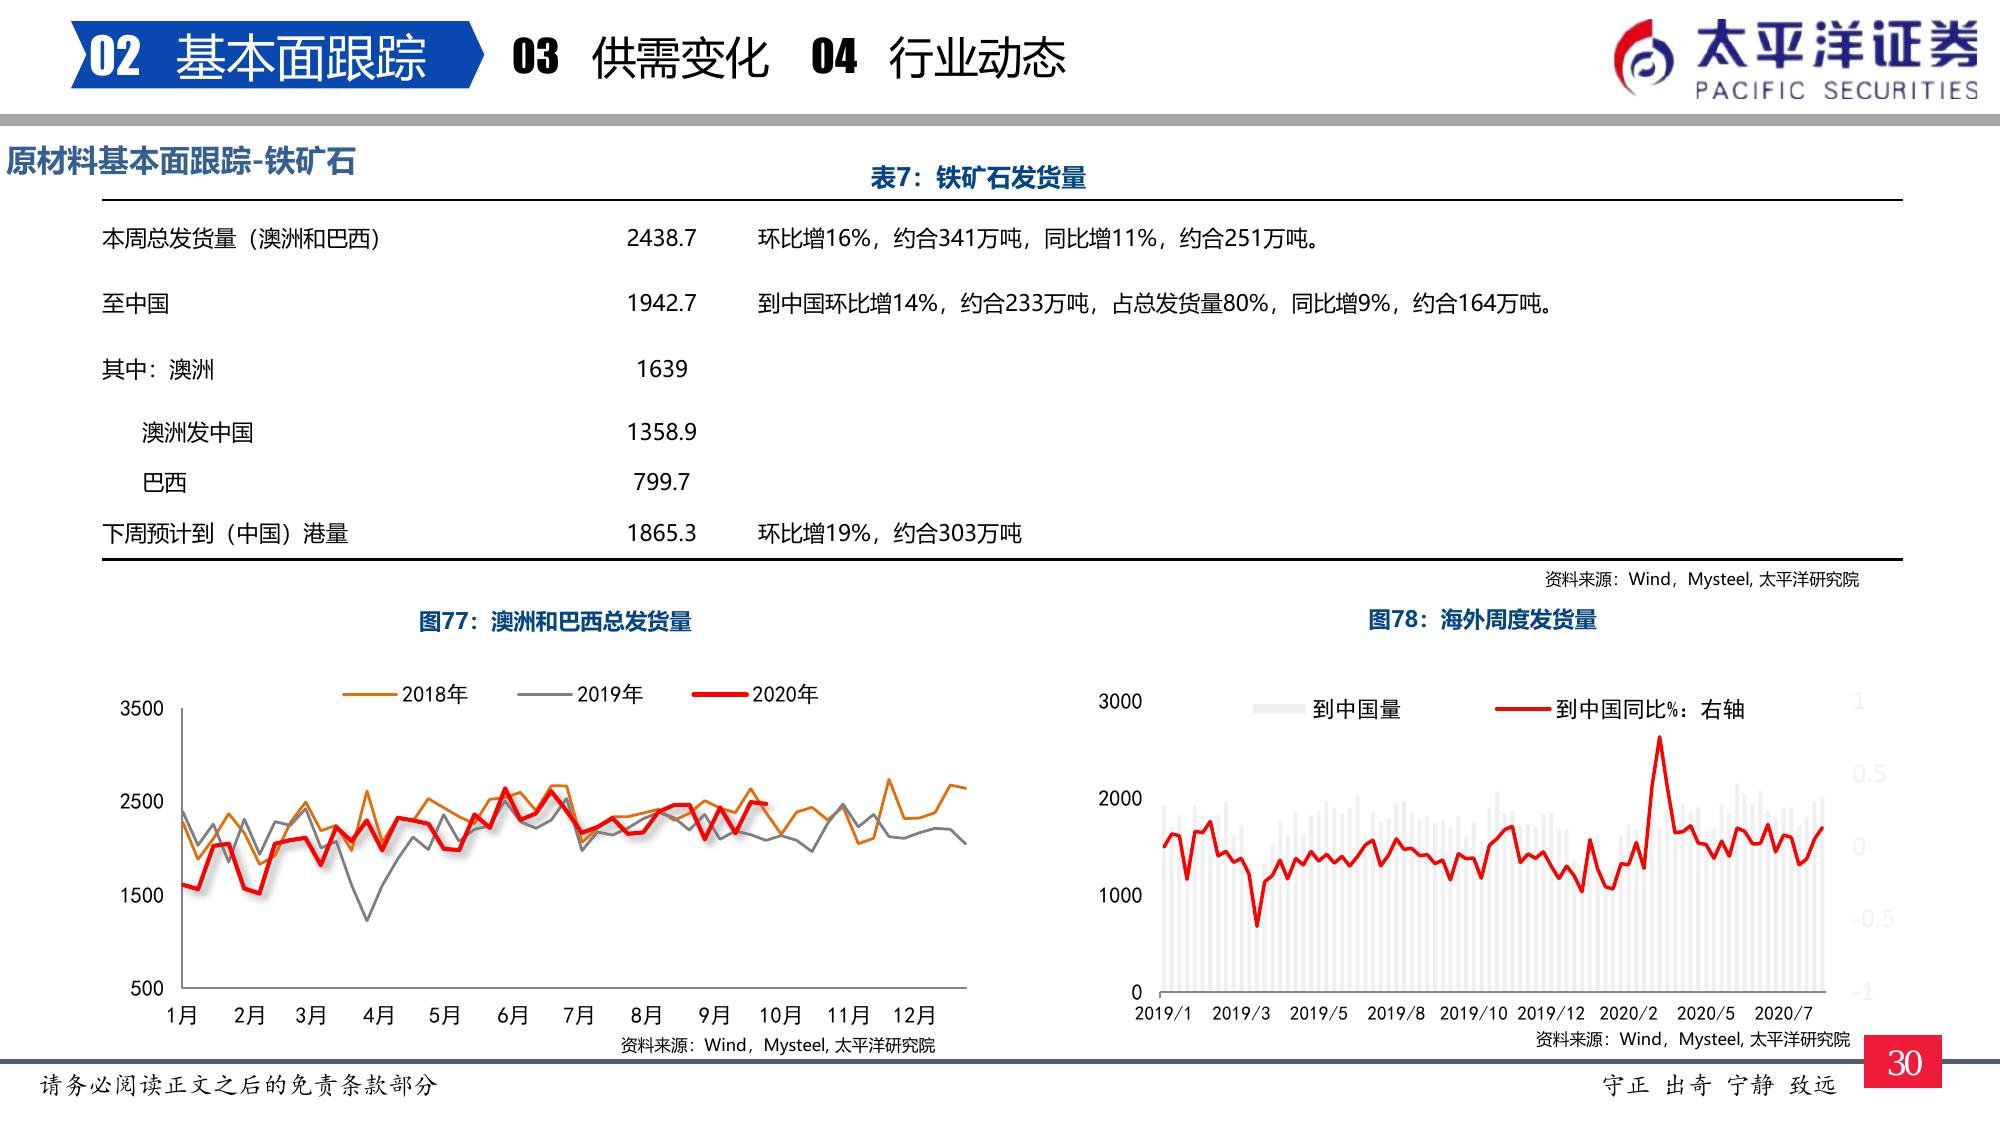 02 基本面跟踪 03 供需变化 04 行业动态
太平洋证券
PACIFIC SECURITIES
原材料基本面跟踪-铁矿石
表7：铁矿石发货量
本周总发货量（澳洲和巴西） 2438.7 环比增16%，约合341万吨，同比增11%，约合251万吨。
至中国 1942.7 到中国环比增14%，约合233万吨，占总发货量80%，同比增9%，约合164万吨。
其中：澳洲 1639
澳洲发中国 1358.9
巴西 799.7
下周预计到（中国）港量 1865.3 环比增19%，约合303万吨
资料来源：Wind，Mysteel, 太平洋研究院
图77：澳洲和巴西总发货量
2018年 2019年 2020年
3500
2500
1500
500
1月 2月 3月 4月 5月 6月 7月 8月 9月 10月 11月 12月
资料来源：Wind，Mysteel, 太平洋研究院
图78：海外周度发货量
到中国量 到中国同比%：右轴
3000
2000
1000
0
1
0.5
0
-0.5
-1
2019/1 2019/3 2019/5 2019/8 2019/10 2019/12 2020/2 2020/5 2020/7
资料来源：Wind，Mysteel, 太平洋研究院
请务必阅读正文之后的免责条款部分
守正 出奇 宁静 致远
30